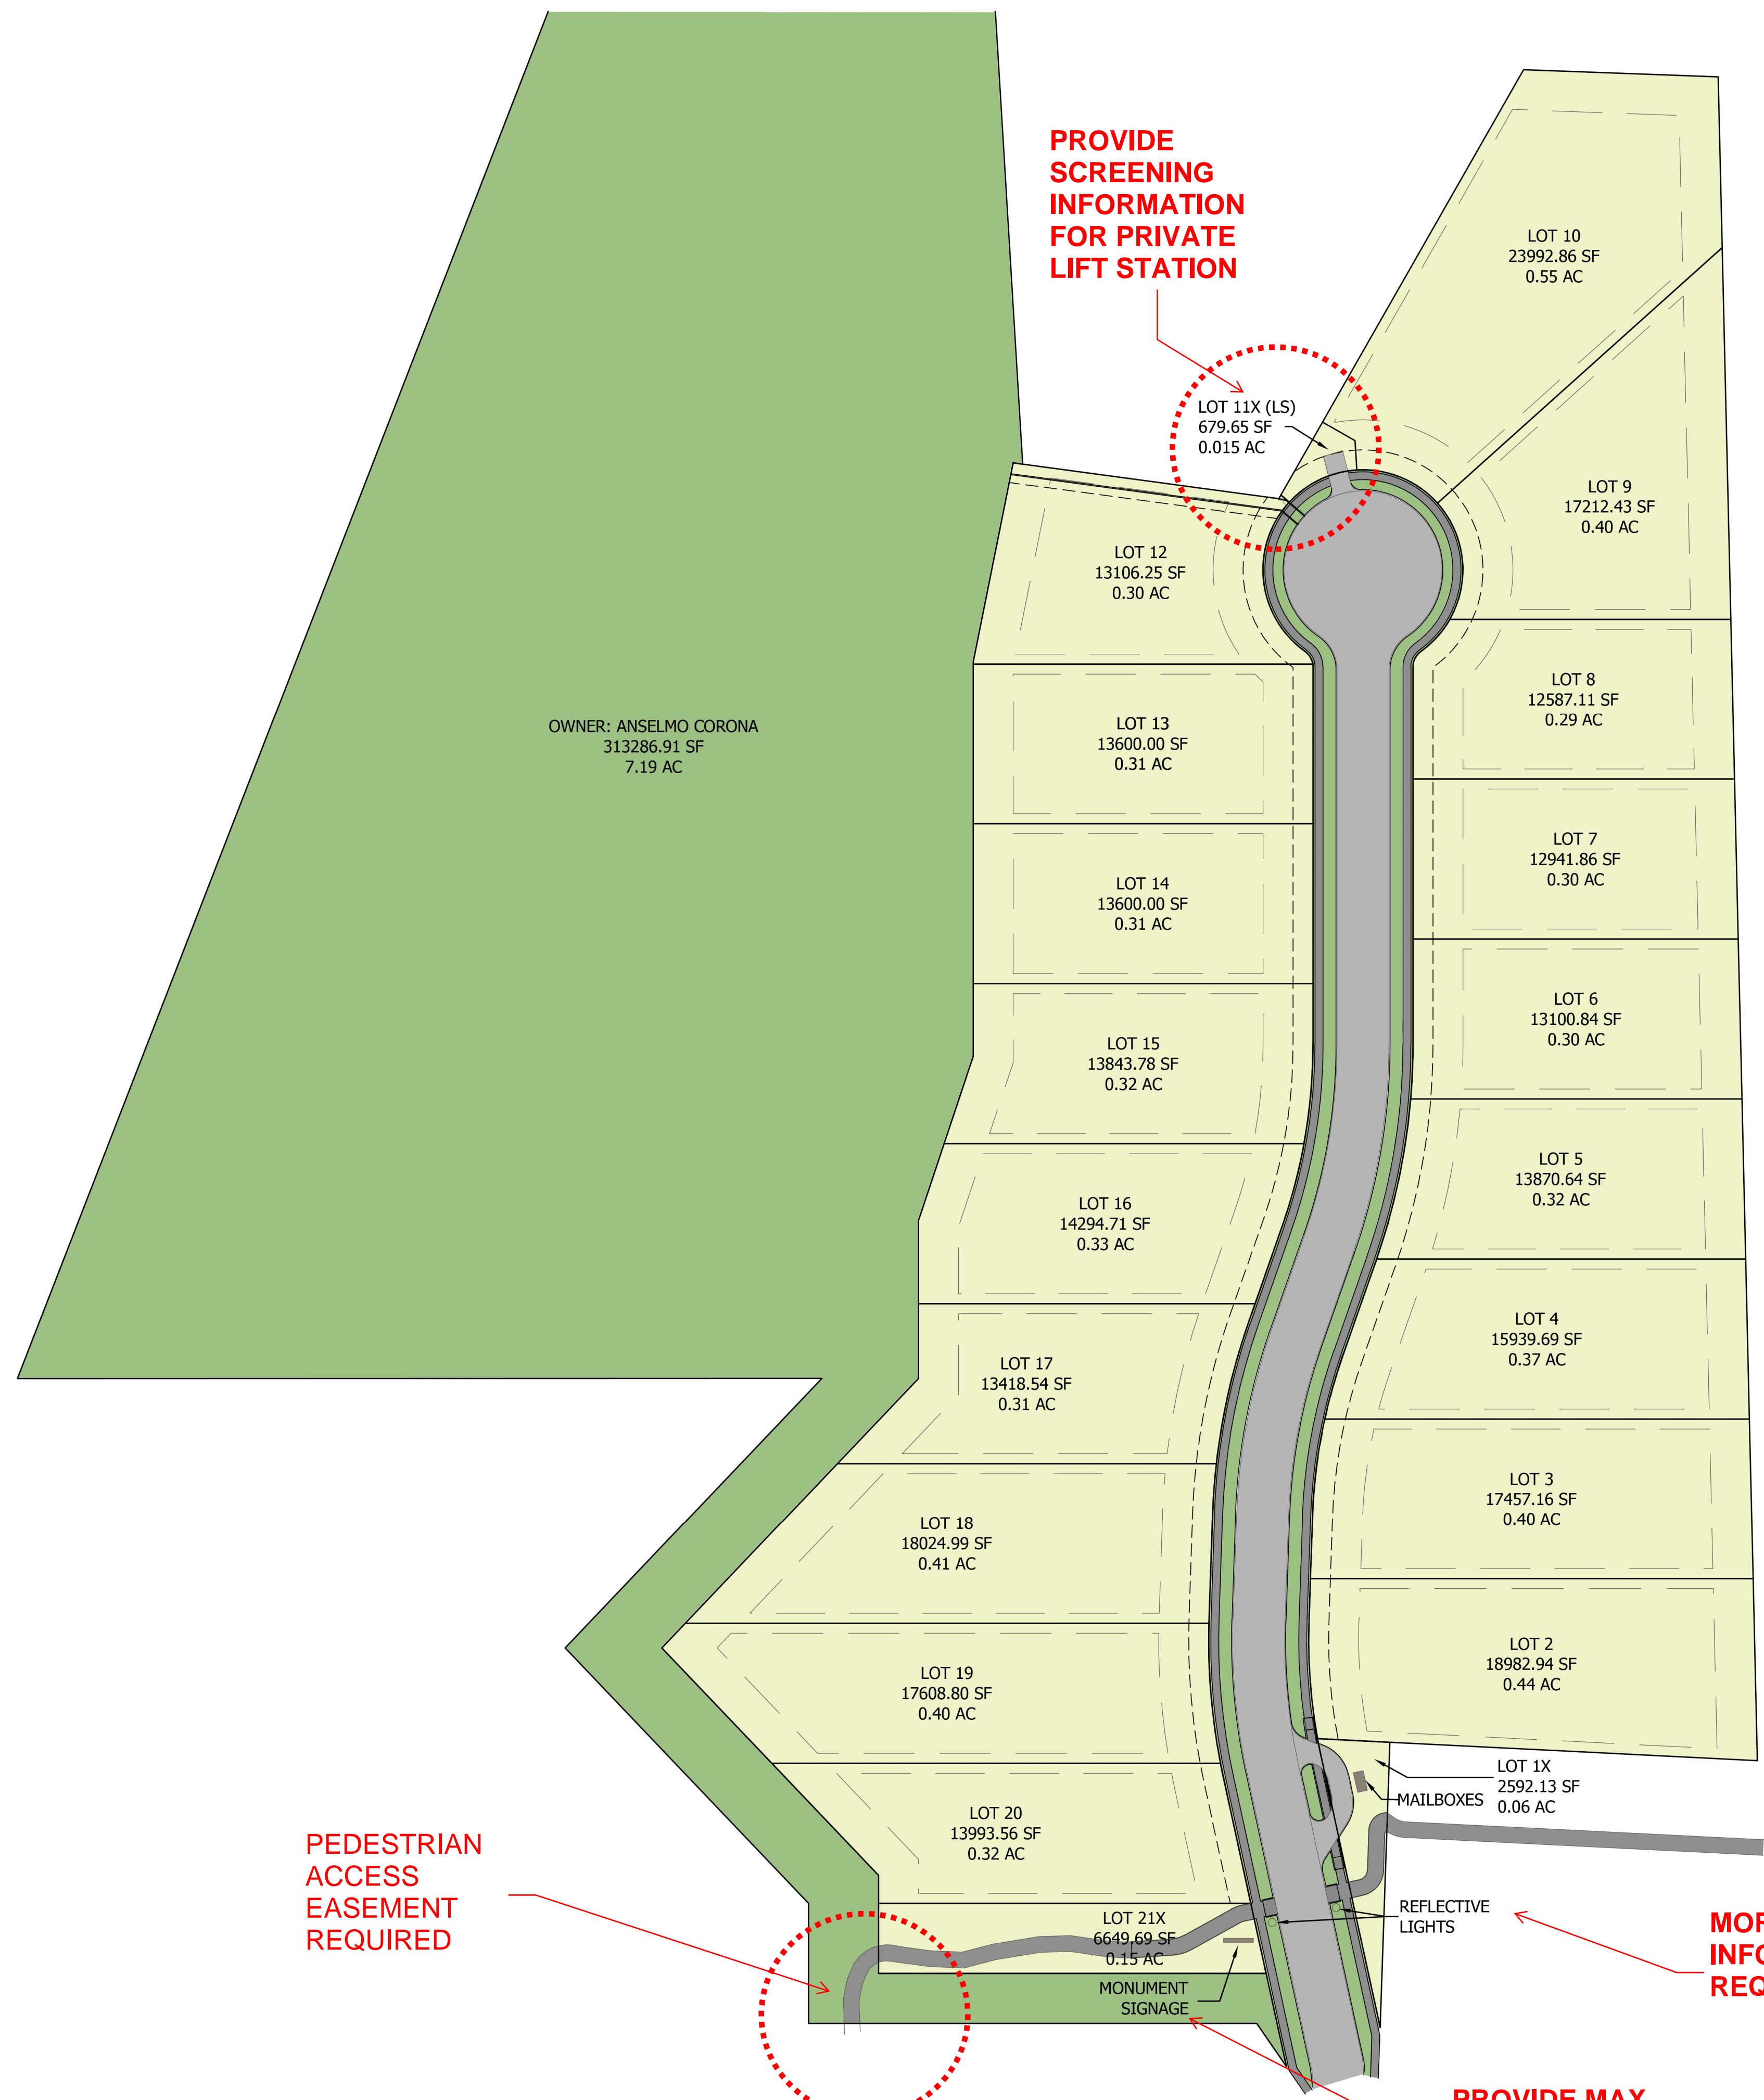 PROVIDE
SCREENING
INFORMATION
FOR PRIVATE
LIFT STATION
LOT 10
23992.86 SF
0.55 AC
LOT 11X (LS)
679.65 SF
0.015 AC
LOT 9
17212.43 SF
0.40 AC
LOT 12
13106.25 SF
0.30 AC
LOT 8
12587.11 SF
0.29 AC
OWNER: ANSELMO CORONA
313286.91 SF
7.19 AC
LOT 13
13600.00 SF
0.31 AC
LOT 7
12941.86 SF
0.30 AC
LOT 14
13600.00 SF
0.31 AC
LOT 6
13100.84 SF
0.30 AC
LOT 15
13843.78 SF
0.32 AC
LOT 5
13870.64 SF
0.32 AC
LOT 16
14294.71 SF
0.33 AC
LOT 4
15939.69 SF
0.37 AC
LOT 17
13418.54 SF
0.31 AC
LOT 3
17457.16 SF
0.40 AC
LOT 18
18024.99 SF
0.41 AC
LOT 2
18982.94 SF
0.44 AC
LOT 19
17608.80 SF
0.40 AC
LOT 1X
2592.13 SF
0.06 AC
MAILBOXES
LOT 20
13993.56 SF
0.32 AC
PEDESTRIAN
ACCESS
EASEMENT
REQUIRED
REFLECTIVE
LIGHTS
LOT 21X
6649.69 SF
0.15 AC
MONUMENT
SIGNAGE
PROVIDE MAX